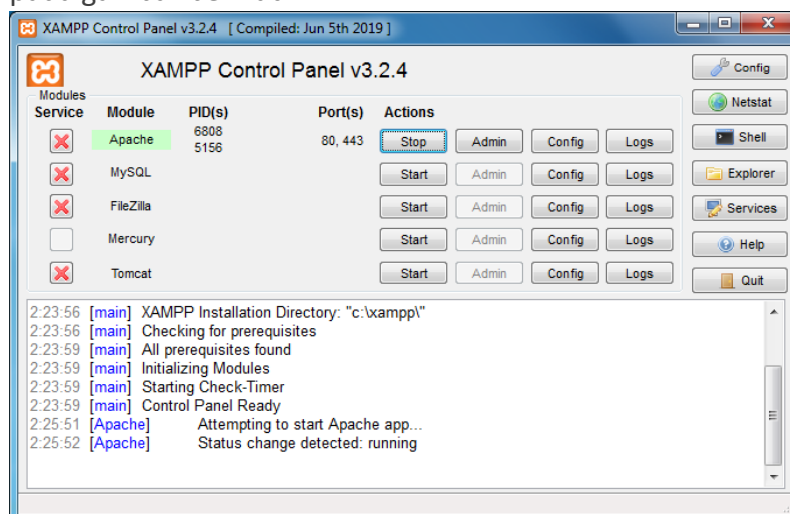 XAMPP Control Panel v3.2.4 [ Compiled: Jun 5th 2019 ]
XAMPP Control Panel v3.2.4
Config
Modules
Service Module PID(s) Port(s) Actions
Netstat
Apache 6808 5156 80, 443 Stop Admin Config Logs
Shell
MySQL Start Admin Config Logs
Explorer
FileZilla Start Admin Config Logs
Services
Mercury Start Admin Config Logs
Help
Tomcat Start Admin Config Logs
Quit
2:23:56 [main] XAMPP Installation Directory: "c:\xampp\"
2:23:56 [main] Checking for prerequisites
2:23:59 [main] All prerequisites found
2:23:59 [main] Initializing Modules
2:23:59 [main] Starting Check-Timer
2:23:59 [main] Control Panel Ready
2:25:51 [Apache] Attempting to start Apache app...
2:25:52 [Apache] Status change detected: running